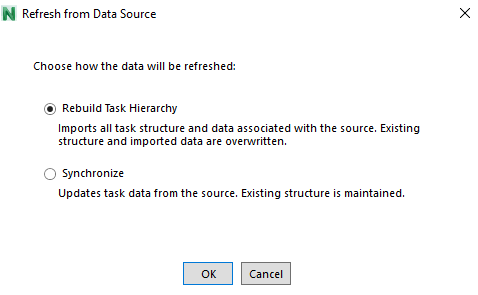 Refresh from Data Source
Choose how the data will be refreshed:
Rebuild Task Hierarchy
Imports all task structure and data associated with the source. Existing
structure and imported data are overwritten.
Synchronize
Updates task data from the source. Existing structure is maintained.
OK
Cancel